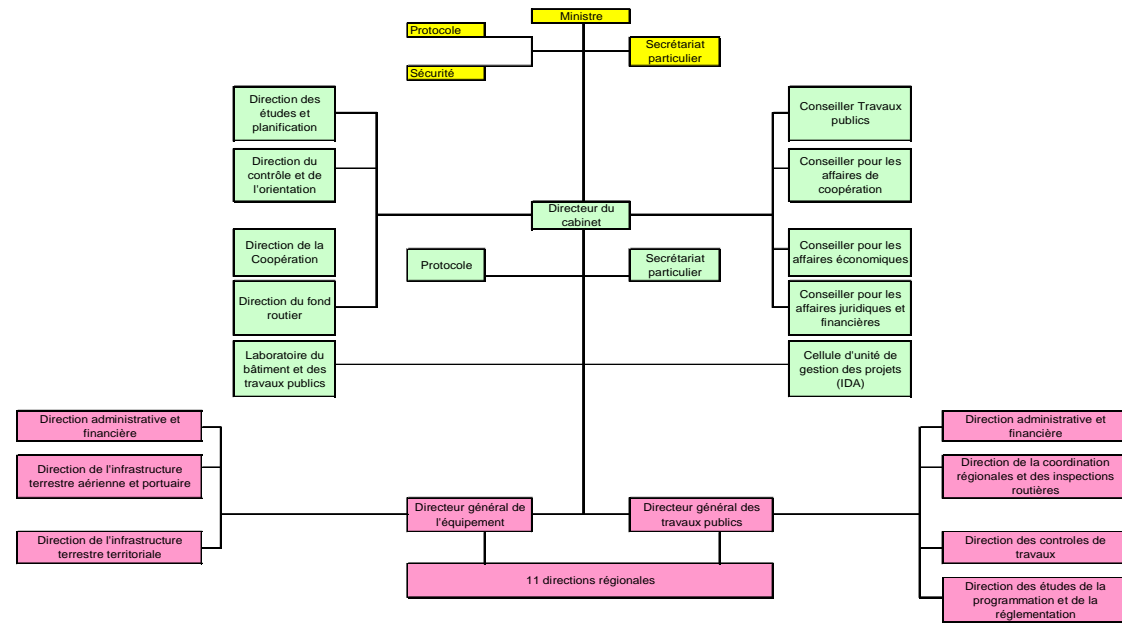 Ministre
Protocole
Secrétariat
particulier
Sécurité
Direction des
études et
planification
Conseiller Travaux
publics
Direction du
contrôle et de
l'orientation
Conseiller pour les
affaires de
coopération
Directeur du
cabinet
Direction de la
Coopération
Protocole
Secrétariat
particulier
Conseiller pour les
affaires économiques
Direction du fond
routier
Conseiller pour les
affaires juridiques et
financières
Laboratoire du
bâtiment et des
travaux publics
Cellule d'unité de
gestion des projets
(IDA)
Direction administrative et
financière
Direction administrative et
financière
Direction de l'infrastructure
terrestre aérienne et portuaire
Direction de la coordination
régionales et des inspections
routières
Directeur général de
l'équipement
Directeur général des
travaux publics
Direction de l'infrastructure
terrestre territoriale
Direction des controles de
travaux
11 directions régionales
Direction des études de la
programmation et de la
réglementation